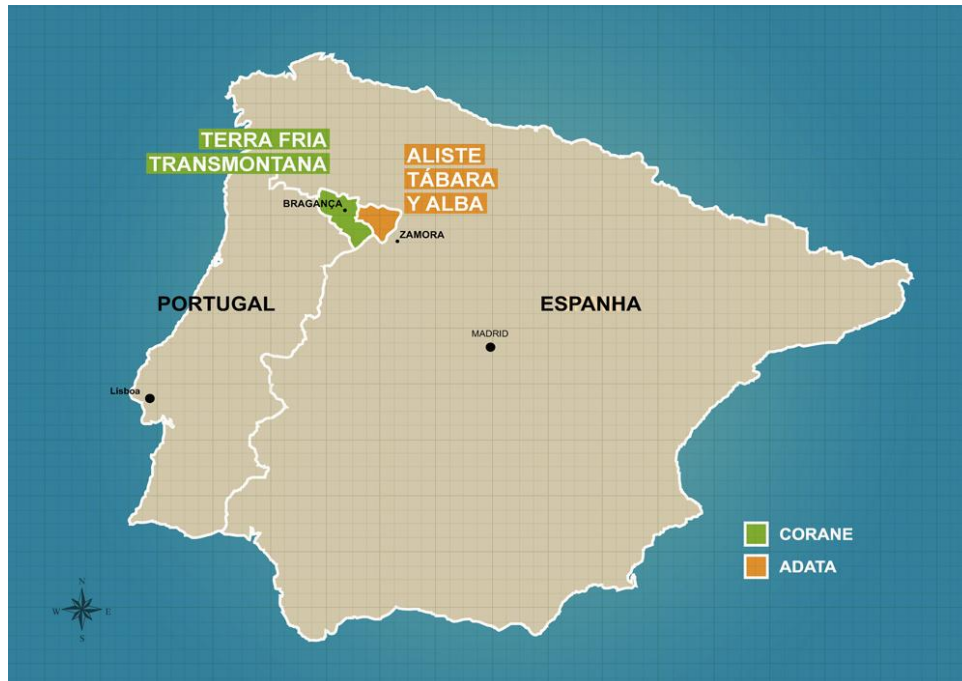 TERRA FRIA
TRANSMONTANA
ALISTE
TÁBARA
Y ALBA
BRAGANÇA
ZAMORA
PORTUGAL
ESPANHA
MADRID
Lisboa
CORANE
ADATA
N
W
E
S